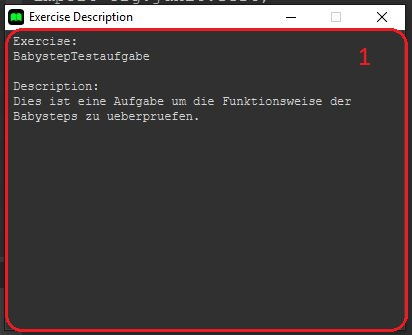 Exercise Description
Exercise:
BabystepTestaufgabe
1
Description:
Dies ist eine Aufgabe um die Funktionsweise der
Babysteps zu ueberpruefen.